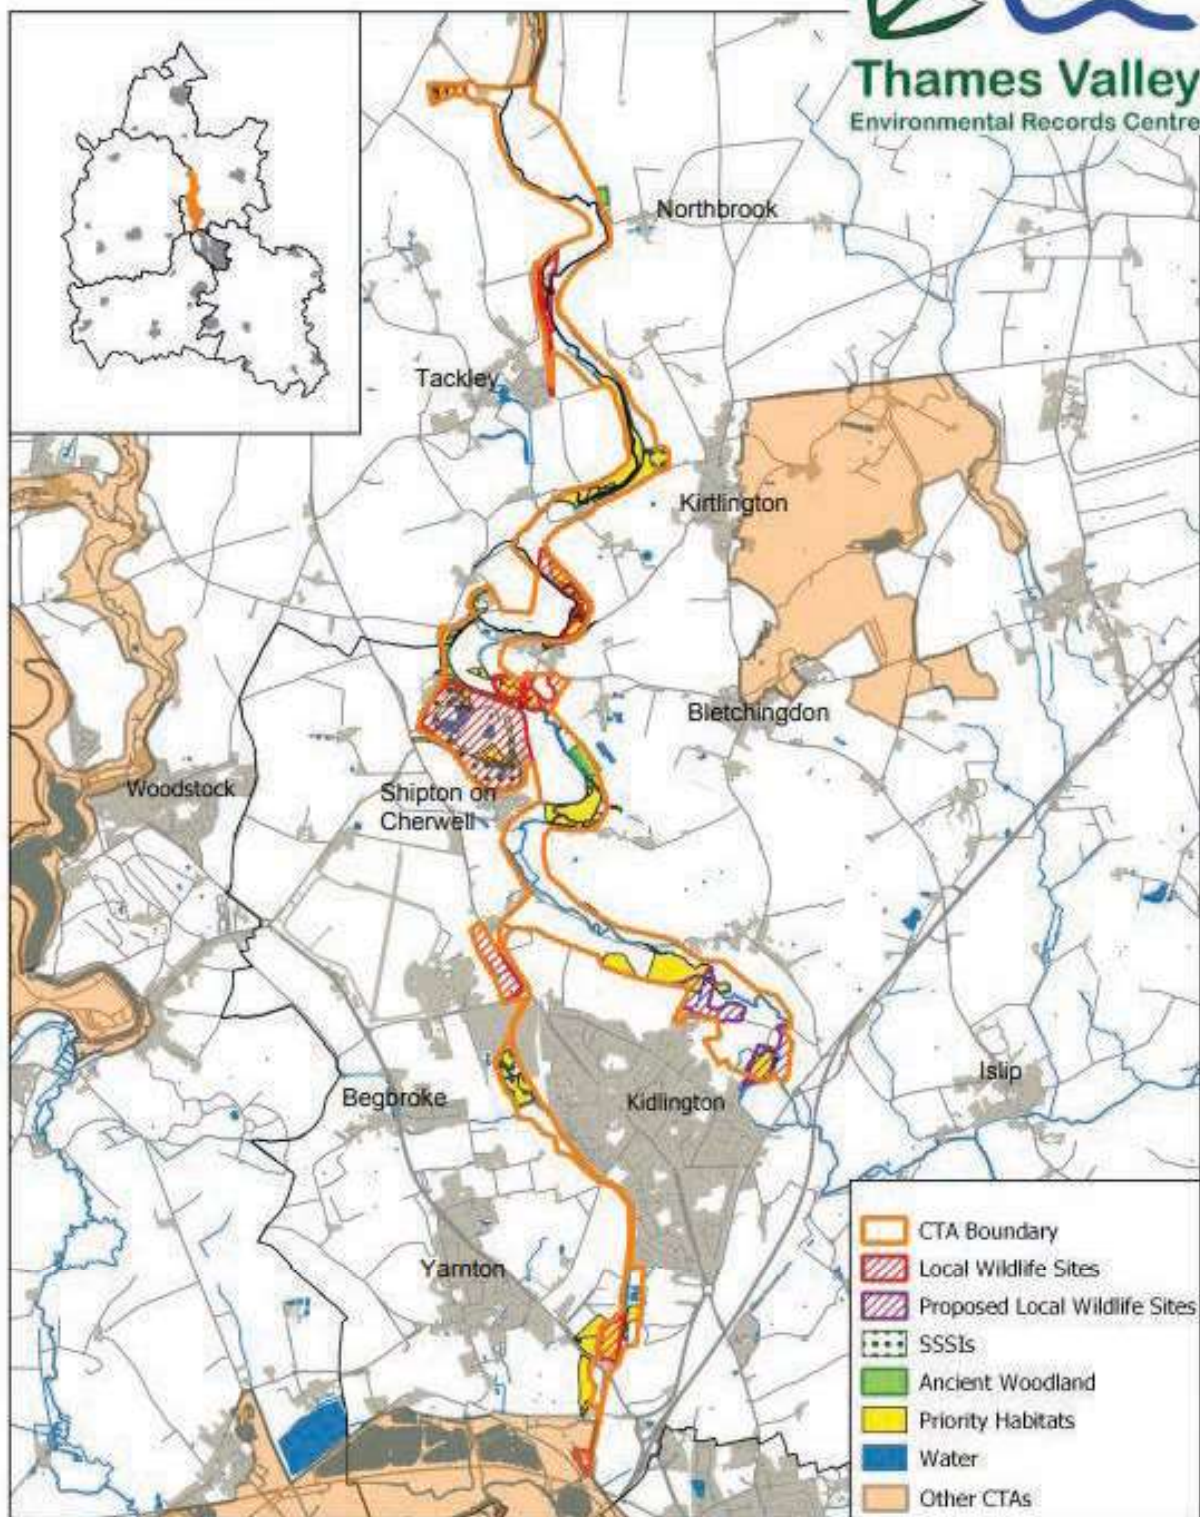 Thames Valley
Environmental Records Centre
Northbrook
Tackley
Kirtlington
Bletchingdon
Woodstock
Shipton on
Cherwell
Islip
Begbroke
Kidlington
Yarnton
CTA Boundary
Local Wildlife Sites
Proposed Local Wildlife Sites
SSSIs
Ancient Woodland
Priority Habitats
Water
Other CTAs